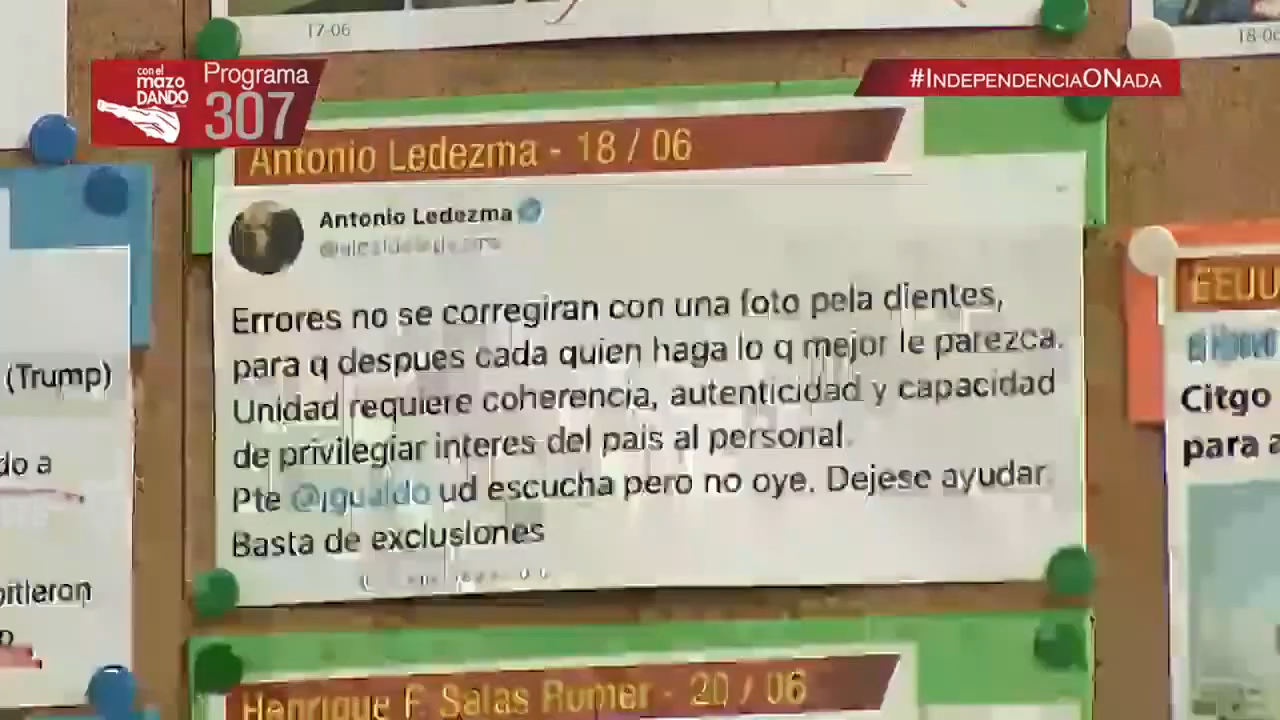 17-06
18-06
con el
mazo
DANDO
Programa
307
#INDEPENDENCIAONADA
Antonio Ledezma - 18 / 06
Antonio Ledezma
Errores no se corregiran con una foto pela dientes,
para q despues cada quien haga lo q mejor le parezca.
Unidad requiere coherencia, autenticidad y capacidad
de privilegiar interes del pais al personal.
Pte @jguaido ud escucha pero no oye. Dejese ayudar.
Basta de exclusiones
(Trump)
do a
EEUU
Citgo
para a
Henrique F. Salas Romer - 20 / 06